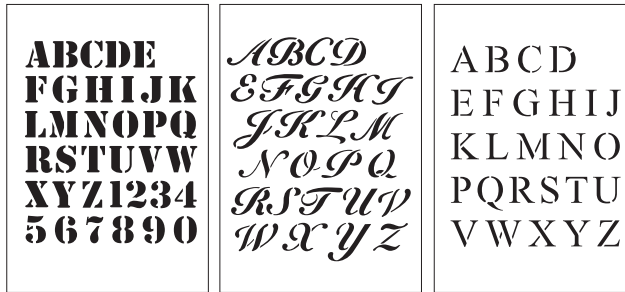 ABCDE
FGHIJK
LMNOPQ
RSTUVW
XYZ1234
567890
ABCD
EFGHI
JKLM
NOPQ
RSTUV
WXYZ
ABCD
EFGHIJ
KLMNO
PQRSTU
VWXYZ